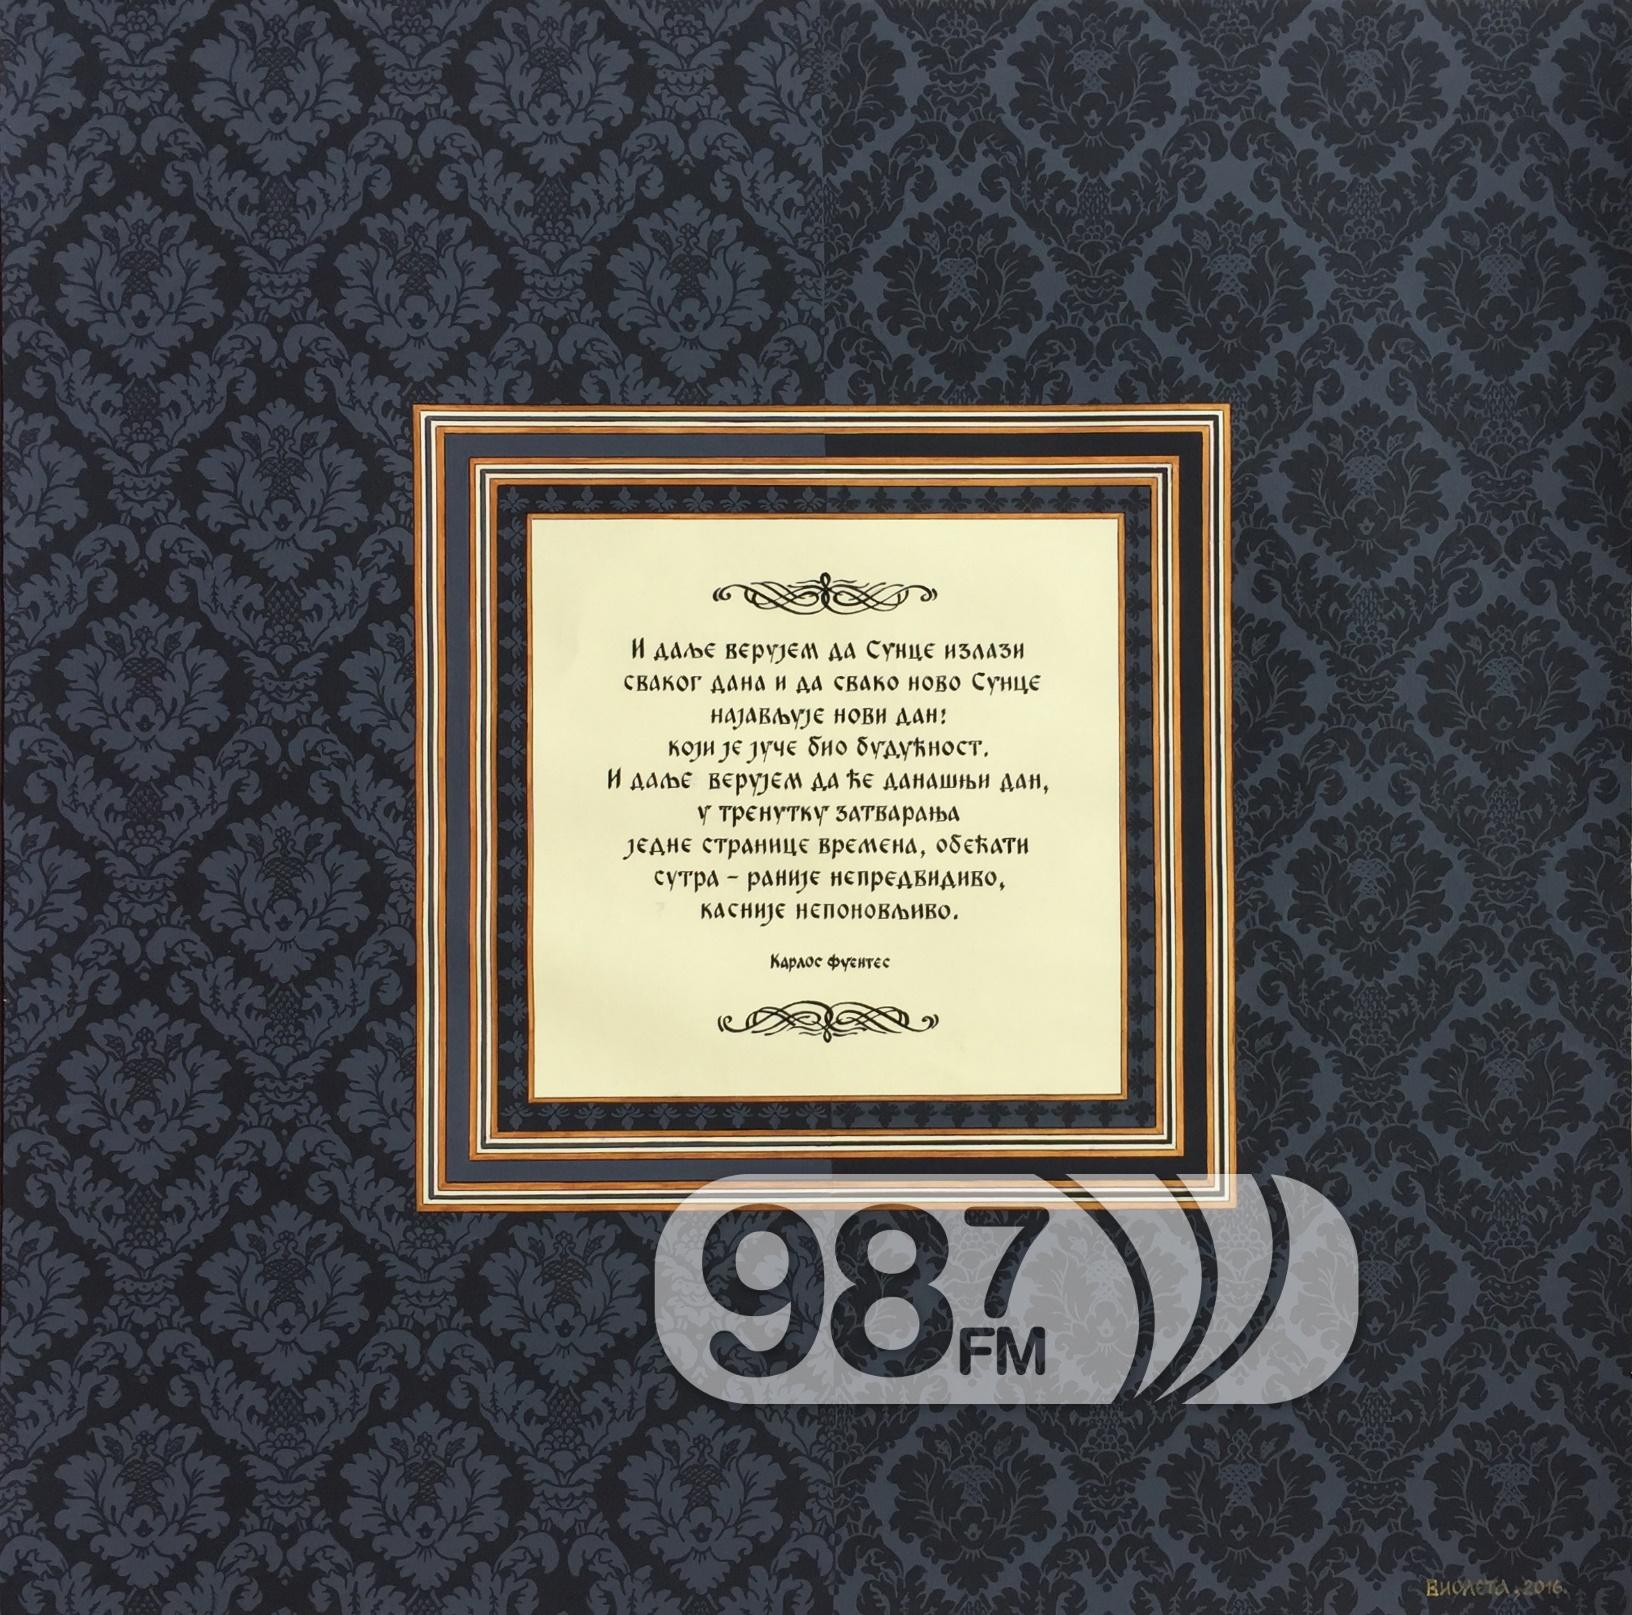 И даље верујем да Сунце излази
сваког дана и да свако ново Сунце
најављује нови дан:
који је јуче био будућност.
И даље верујем да ће данашњи дан,
у тренутку затварања
једне странице времена, обећати
сутра – раније непредвидиво,
касније непоновљиво.
Карлос Фуентес
987
FM
Виолета, 2016.